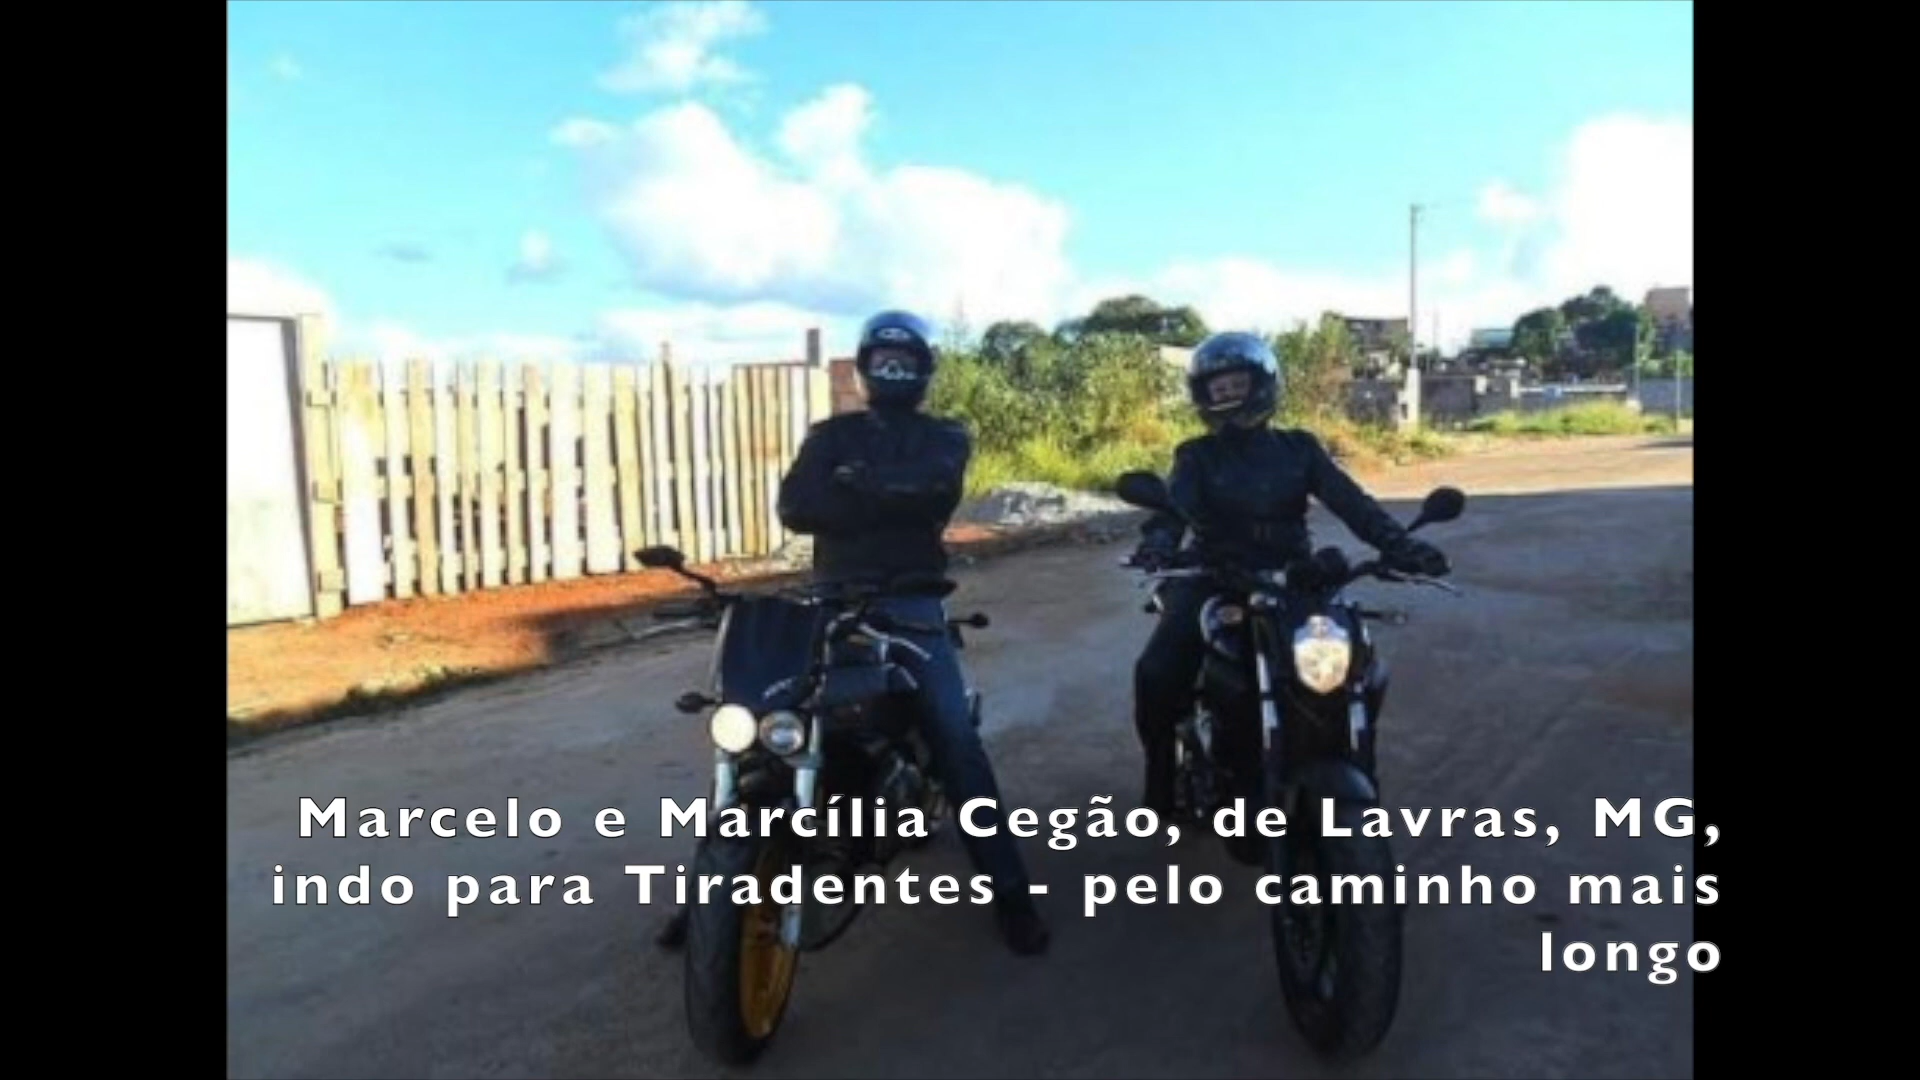 Marcelo e Marcília Cegão, de Lavras, MG,
indo para Tiradentes - pelo caminho mais
longo